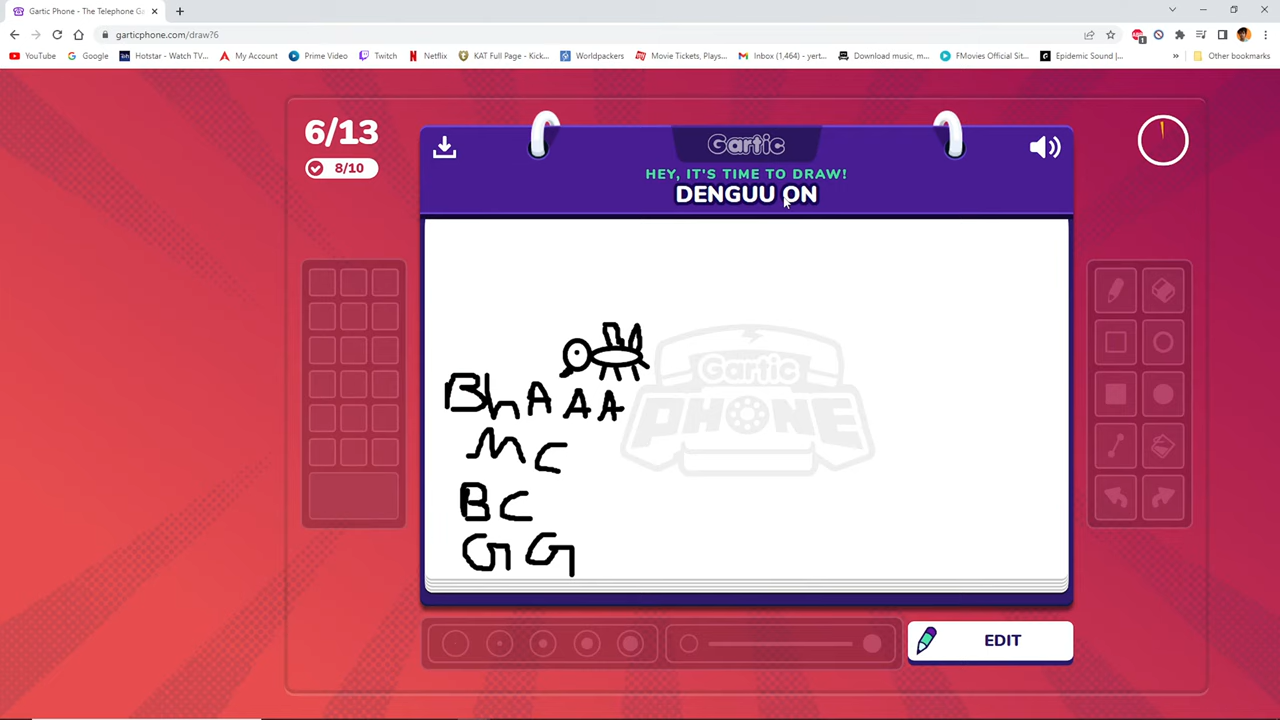 Gartic Phone - The Telephone Ga
garticphone.com/draw?6
YouTube
Google
Hotstar - Watch TV...
My Account
Prime Video
Twitch
Netflix
KAT Full Game - Kick...
Worldpackers
Movie Tickets, Plays,...
Inbox (1,464) - yert...
Download music, m...
FMovies Official Sit...
Epidemic Sound |...
»
Other bookmarks
6/13
8/10
Gartic
HEY, IT'S TIME TO DRAW!
DENGUU ON
Gartic
PHONE
BhAAA
MC
BC
GG
EDIT